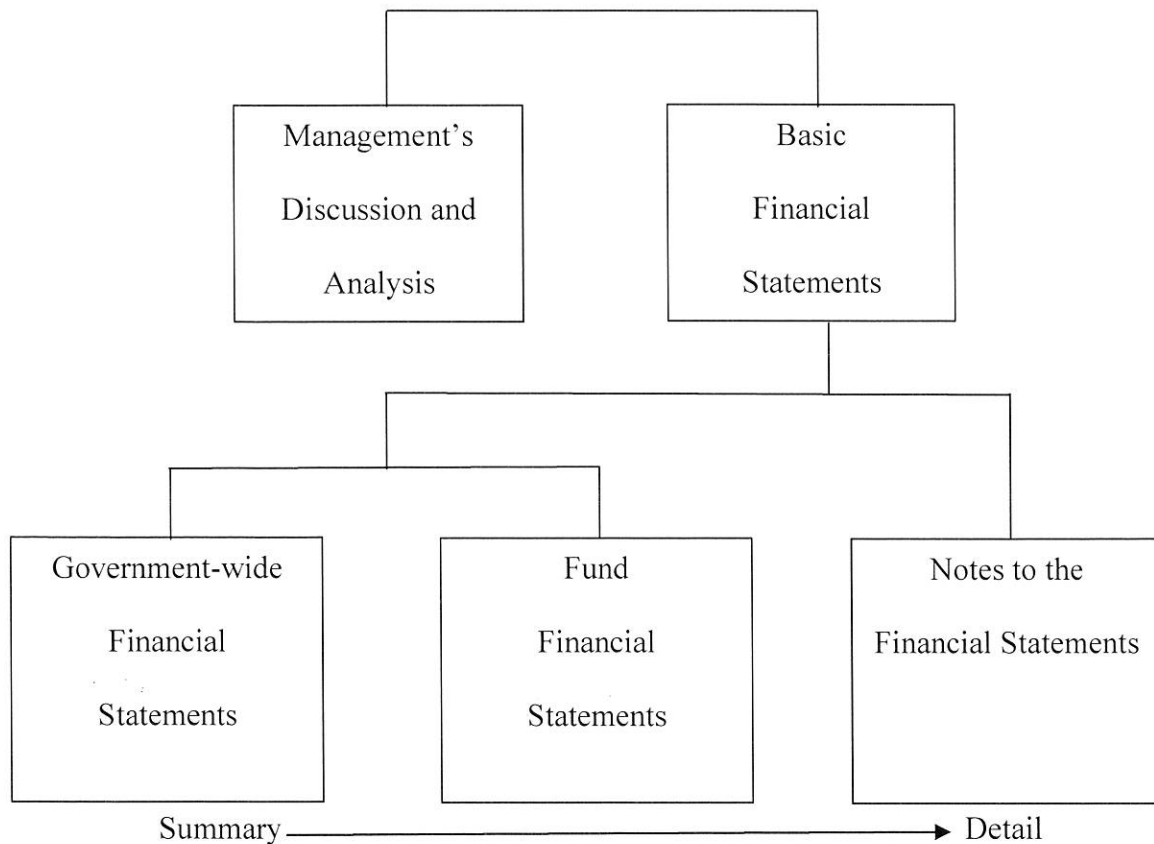 Management's
Discussion and
Analysis
Basic
Financial
Statements
Government-wide
Financial
Statements
Fund
Financial
Statements
Notes to the
Financial Statements
Summary
Detail